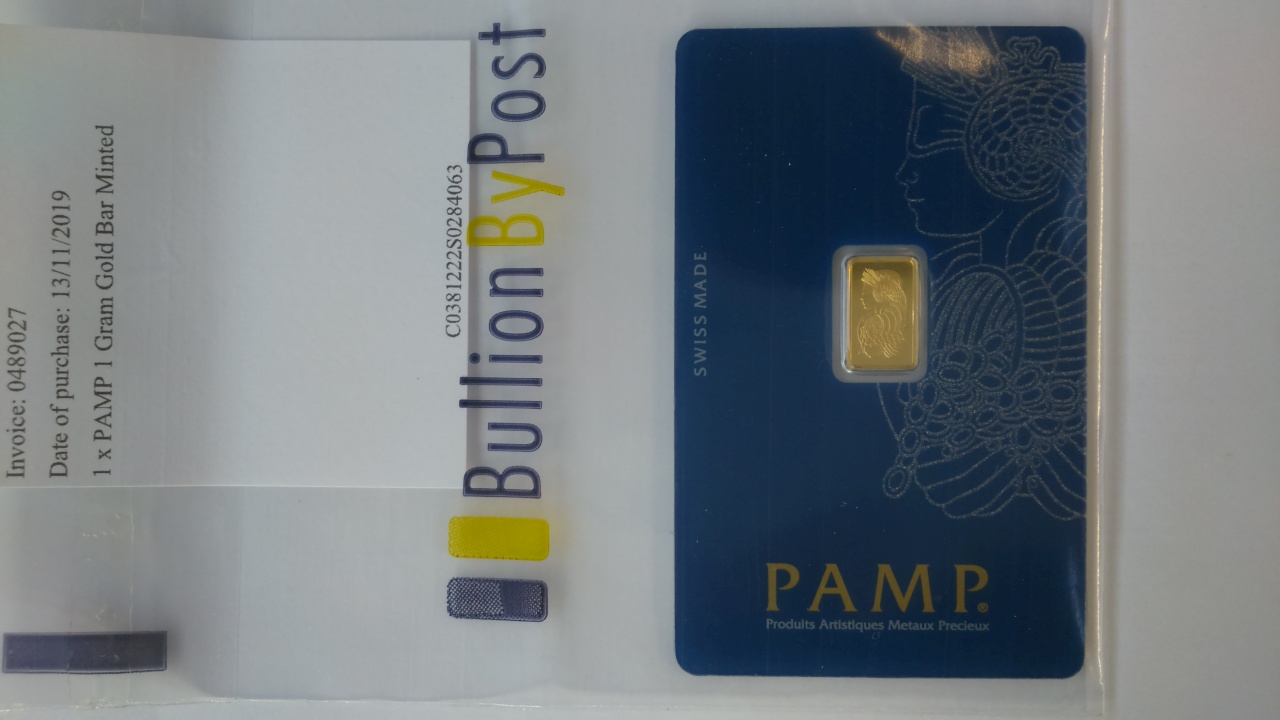 Invoice: 0489027
Date of purchase: 13/11/2019
1 x PAMP 1 Gram Gold Bar Minted
C0381222S0284063
BullionByPost
SWISS MADE
PAMP®
Produits Artistiques Metaux Precieux